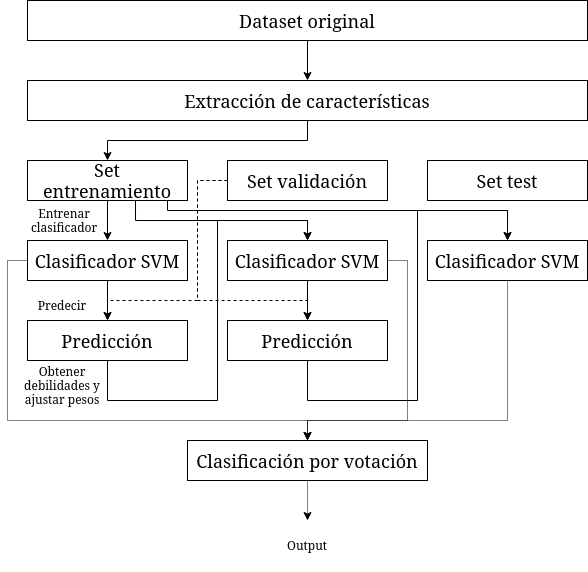 Dataset original
Extracción de características
Set
entrenamiento
Set validación
Set test
Entrenar
clasificador
Clasificador SVM
Clasificador SVM
Clasificador SVM
Predecir
Predicción
Predicción
Obtener
debilidades y
ajustar pesos
Clasificación por votación
Output